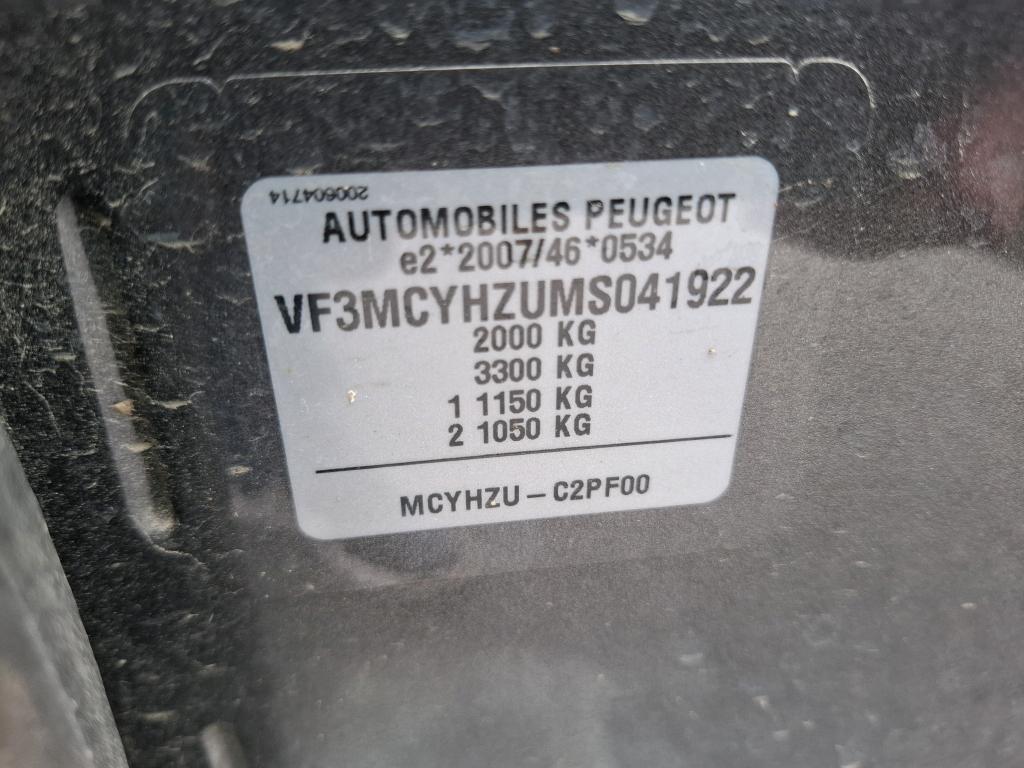 200604714
AUTOMOBILES PEUGEOT
e2*2007/46*0534
VF3MCYHZUMS041922
2000 KG
3300 KG
1 1150 KG
2 1050 KG
MCYHZU – C2PF00